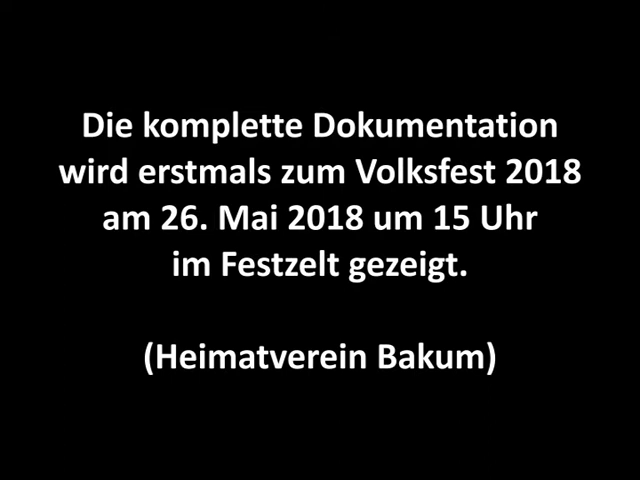 Die komplette Dokumentation
wird erstmals zum Volksfest 2018
am 26. Mai 2018 um 15 Uhr
im Festzelt gezeigt.
(Heimatverein Bakum)